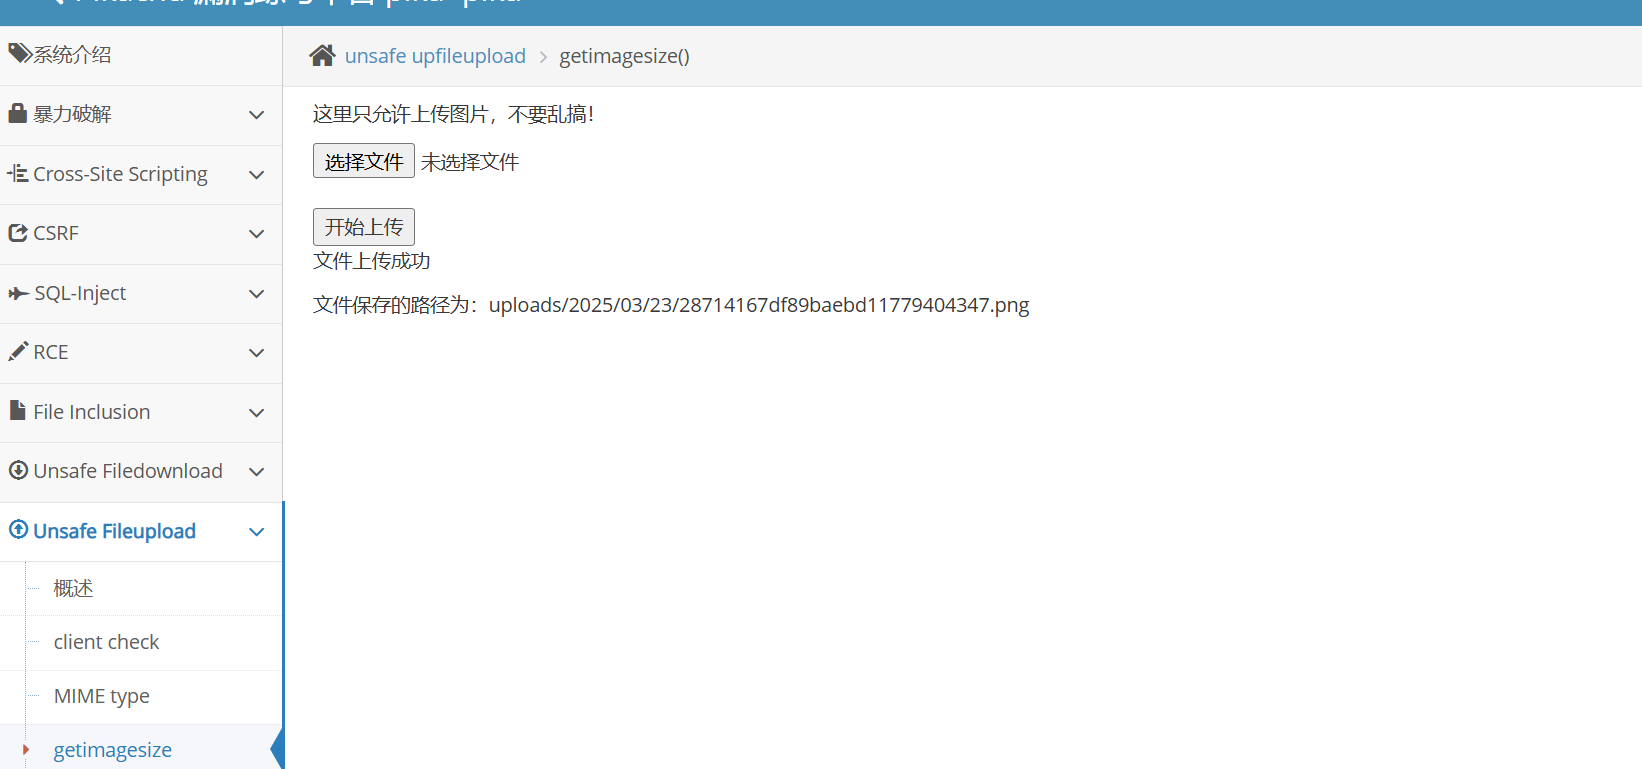 系统介绍
暴力破解
Cross-Site Scripting
CSRF
SQL-Inject
RCE
File Inclusion
Unsafe Filedownload
Unsafe Fileupload
概述
client check
MIME type
getimagesize
unsafe upfileupload > getimagesize()
这里只允许上传图片，不要乱搞！
选择文件 未选择文件
开始上传
文件上传成功
文件保存的路径为：uploads/2025/03/23/28714167df89baebd11779404347.png